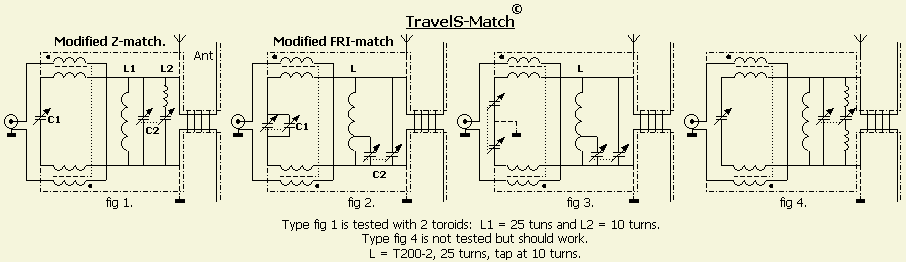 TravelS-Match©
Modified Z-match.
Modified FRI-match
Ant
L1 L2
C1
C2
fig 1.
L
C1
C2
fig 2.
L
fig 3.
fig 4.
Type fig 1 is tested with 2 toroids: L1 = 25 tuns and L2 = 10 turns.
Type fig 4 is not tested but should work.
L = T200-2, 25 turns, tap at 10 turns.